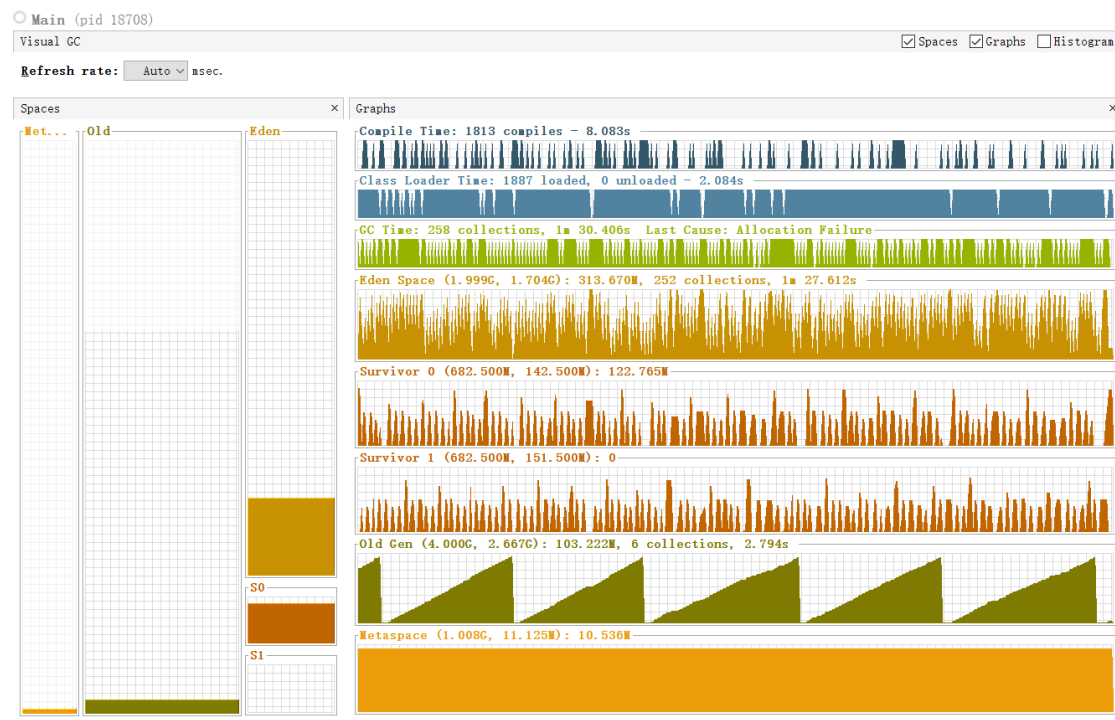 Main (pid 18708)
Visual GC
Spaces Graphs Histogram
Refresh rate: Auto msec.
Spaces ×
Met...
Old
Eden
S0
S1
Graphs ×
Compile Time: 1813 compiles - 8.083s
Class Loader Time: 1887 loaded, 0 unloaded - 2.084s
GC Time: 258 collections, 1m 30.406s Last Cause: Allocation Failure
Eden Space (1.999G, 1.704G): 313.670M, 252 collections, 1m 27.612s
Survivor 0 (682.500M, 142.500M): 122.765M
Survivor 1 (682.500M, 151.500M): 0
Old Gen (4.000G, 2.667G): 103.222M, 6 collections, 2.794s
Metaspace (1.008G, 11.125M): 10.536M